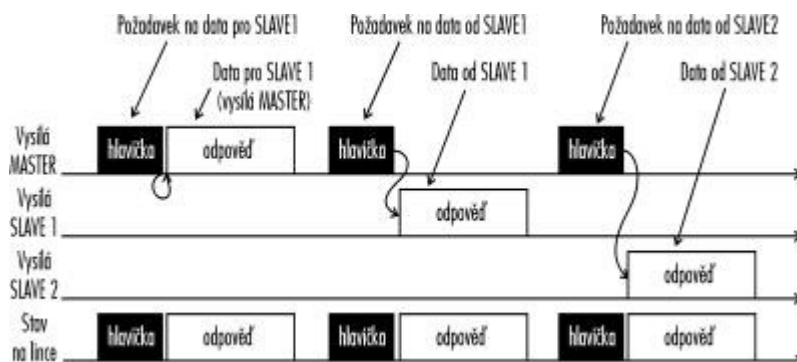 Požadavek na data pro SLAVE1
Požadavek na data od SLAVE1
Požadavek na data od SLAVE2
Data pro SLAVE 1
(vysílá MASTER)
Data od SLAVE 1
Data od SLAVE 2
Vysílá
MASTER
hlavička
odpověď
hlavička
hlavička
Vysílá
SLAVE 1
odpověď
Vysílá
SLAVE 2
odpověď
Stav
na lince
hlavička
odpověď
hlavička
odpověď
hlavička
odpověď